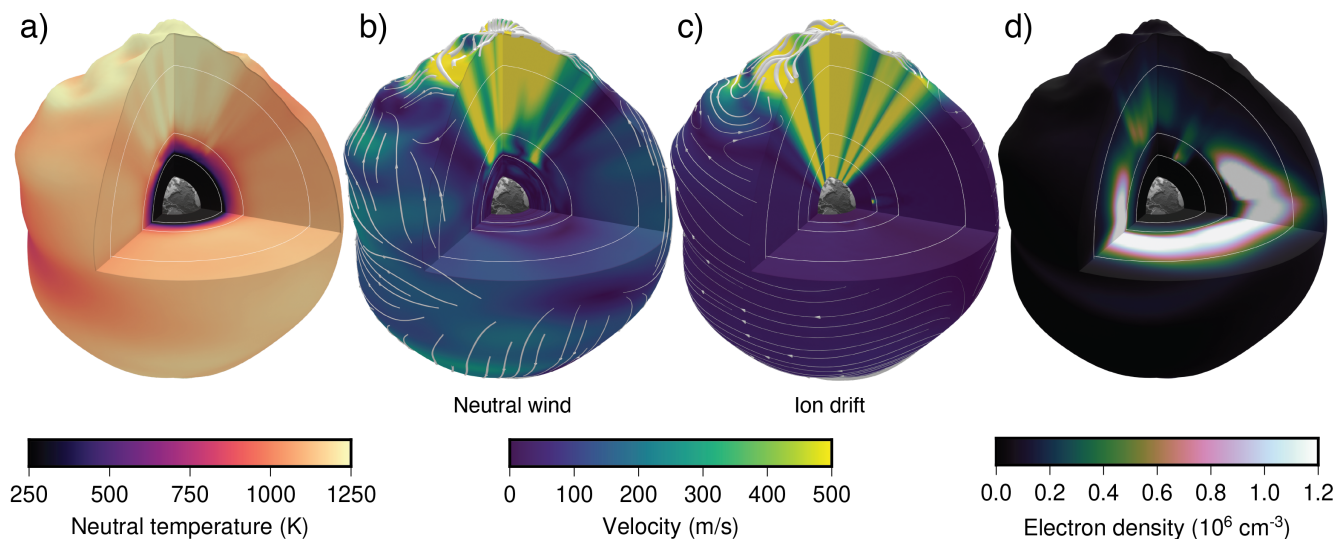 a) b) c) d)
Neutral wind Ion drift
250 500 750 1000 1250 0 100 200 300 400 500 0.0 0.2 0.4 0.6 0.8 1.0 1.2
Neutral temperature (K) Velocity (m/s) Electron density (10⁶ cm⁻³)